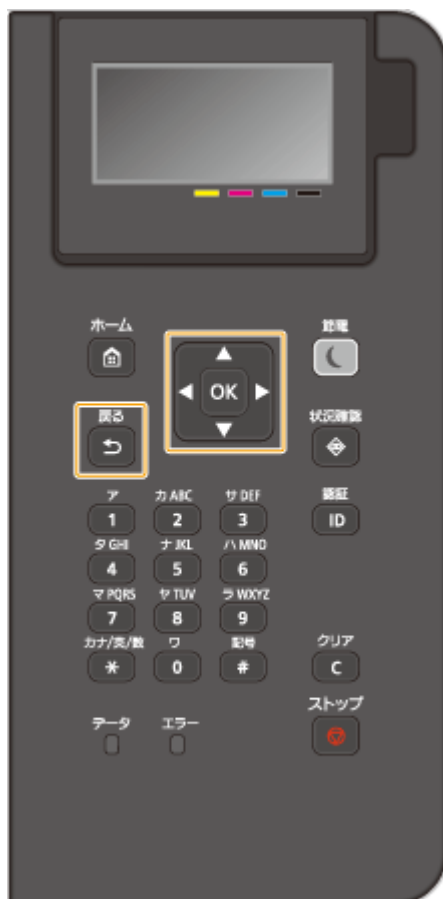 ホーム 節電
OK
戻る 状況確認
ア カ ABC サ DEF 認証
1 2 3 ID
タ GHI ナ JKL ハ MNO
4 5 6
マ PQRS ヤ TUV ラ WXYZ
7 8 9
カナ/英/数 ワ 記号 クリア
* 0 # C
ストップ
データ エラー